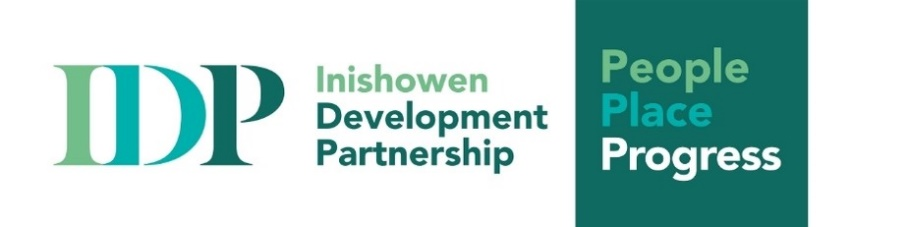 IDP
Inishowen
Development
Partnership
People
Place
Progress